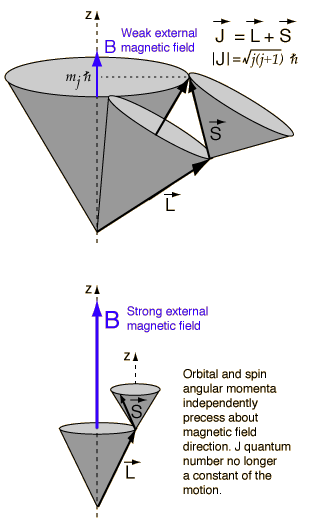 z
B
Weak external
magnetic field
J = L + S
|J|=√j(j+1) ℏ
mⱼ ℏ
S
L
z
B
Strong external
magnetic field
z
S
L
Orbital and spin
angular momenta
independently
precess about
magnetic field
direction. J quantum
number no longer
a constant of the
motion.